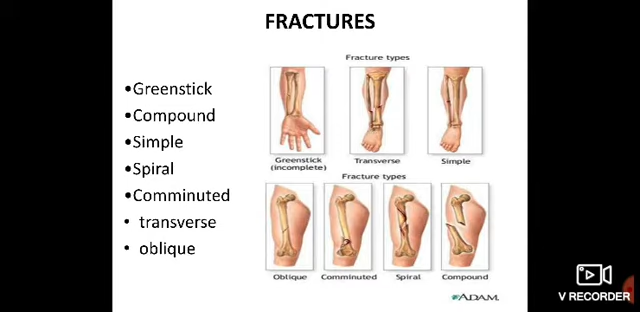 FRACTURES
•Greenstick
•Compound
•Simple
•Spiral
•Comminuted
• transverse
• oblique
Fracture types
Greenstick
(incomplete)
Transverse
Simple
Fracture types
Oblique
Comminuted
Spiral
Compound
ADAM.
V RECORDER